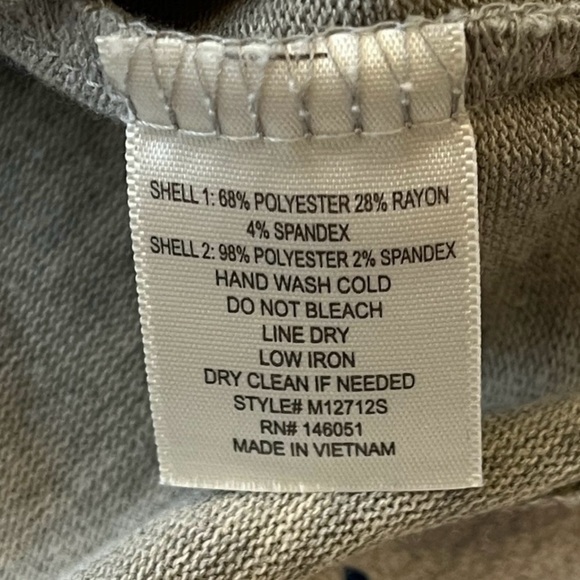 SHELL 1: 68% POLYESTER 28% RAYON
4% SPANDEX
SHELL 2: 98% POLYESTER 2% SPANDEX
HAND WASH COLD
DO NOT BLEACH
LINE DRY
LOW IRON
DRY CLEAN IF NEEDED
STYLE# M12712S
RN# 146051
MADE IN VIETNAM